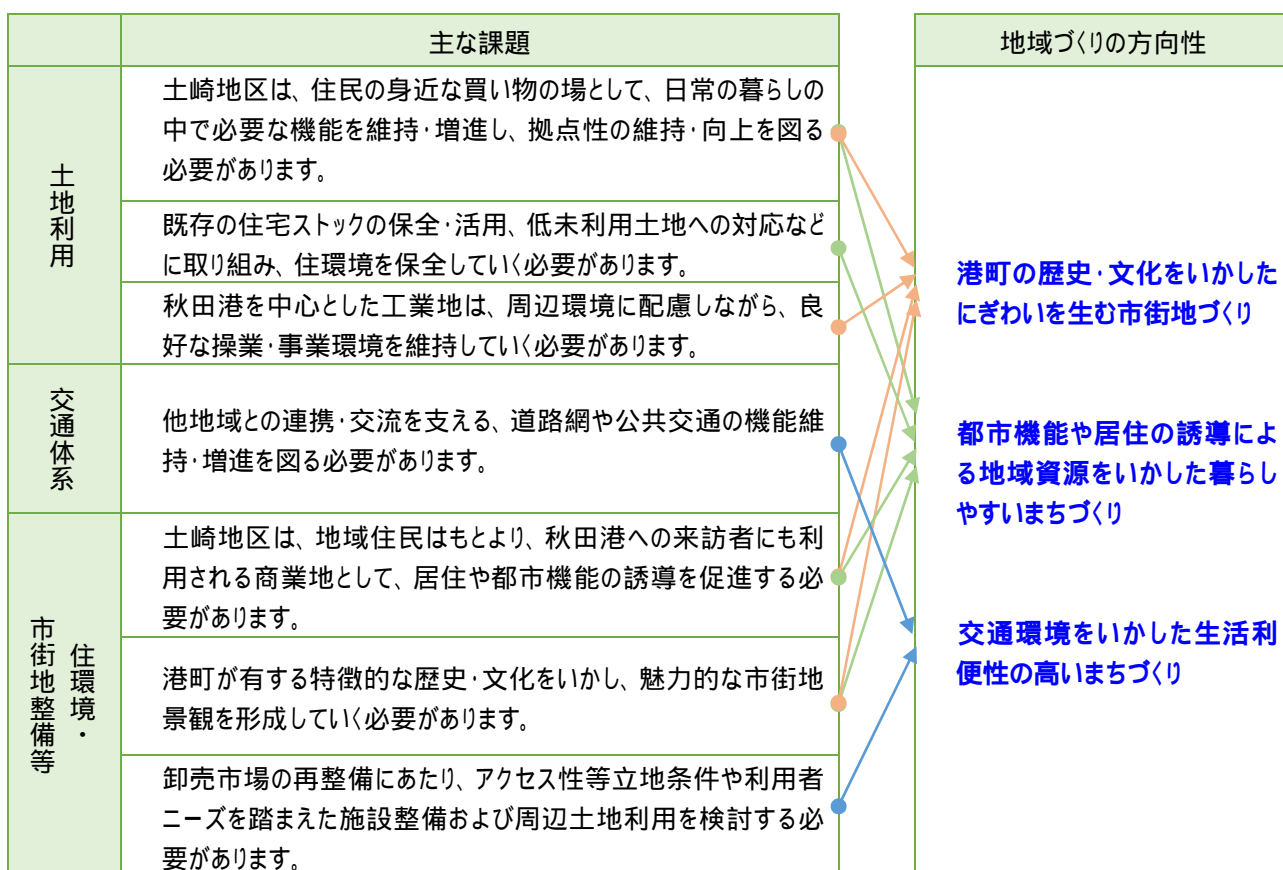 主な課題
地域づくりの方向性
土地利用
土崎地区は、住民の身近な買い物の場として、日常の暮らしの
中で必要な機能を維持・増進し、拠点性の維持・向上を図る
必要があります。
既存の住宅ストックの保全・活用、低未利用土地への対応など
に取り組み、住環境を保全していく必要があります。
秋田港を中心とした工業地は、周辺環境に配慮しながら、良
好な操業・事業環境を維持していく必要があります。
交通体系
他地域との連携・交流を支える、道路網や公共交通の機能維
持・増進を図る必要があります。
住環境・
市街地整備等
土崎地区は、地域住民はもとより、秋田港への来訪者にも利
用される商業地として、居住や都市機能の誘導を促進する必
要があります。
港町が有する特徴的な歴史・文化をいかし、魅力的な市街地
景観を形成していく必要があります。
卸売市場の再整備にあたり、アクセス性等立地条件や利用者
ニーズを踏まえた施設整備および周辺土地利用を検討する必
要があります。
港町の歴史・文化をいかした
にぎわいを生む市街地づくり
都市機能や居住の誘導によ
る地域資源をいかした暮らし
やすいまちづくり
交通環境をいかした生活利
便性の高いまちづくり